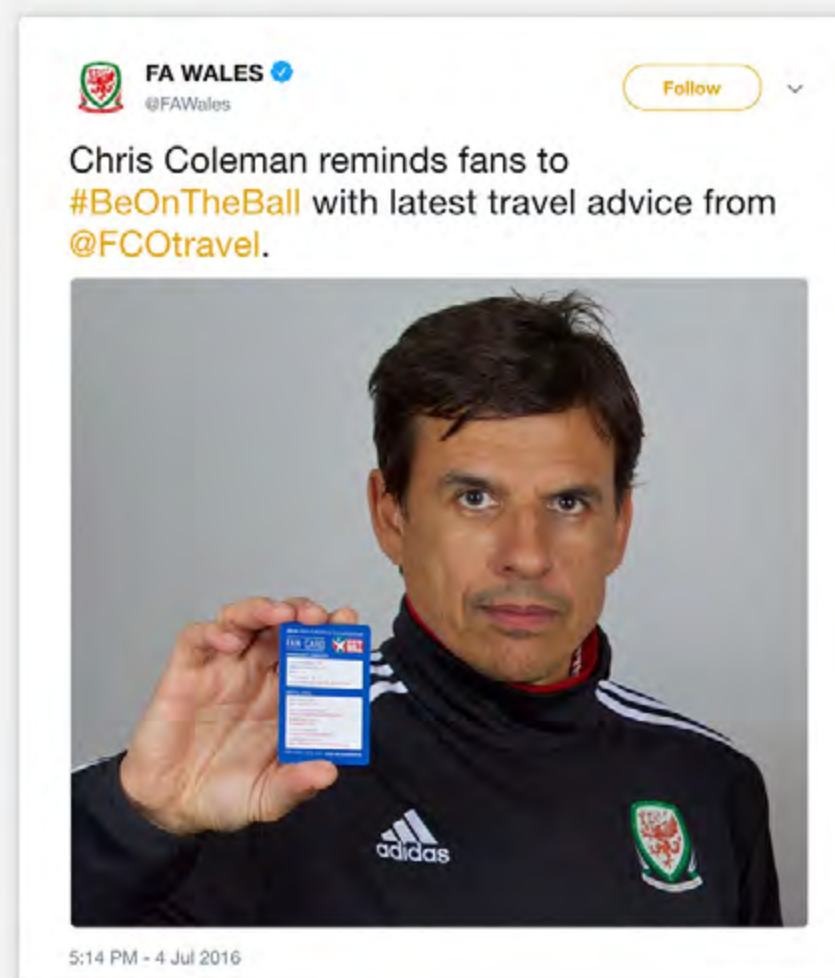 FA WALES
@FAWales
Follow
Chris Coleman reminds fans to
#BeOnTheBall with latest travel advice from
@FCOtravel.
FAN CARD
adidas
5:14 PM - 4 Jul 2016